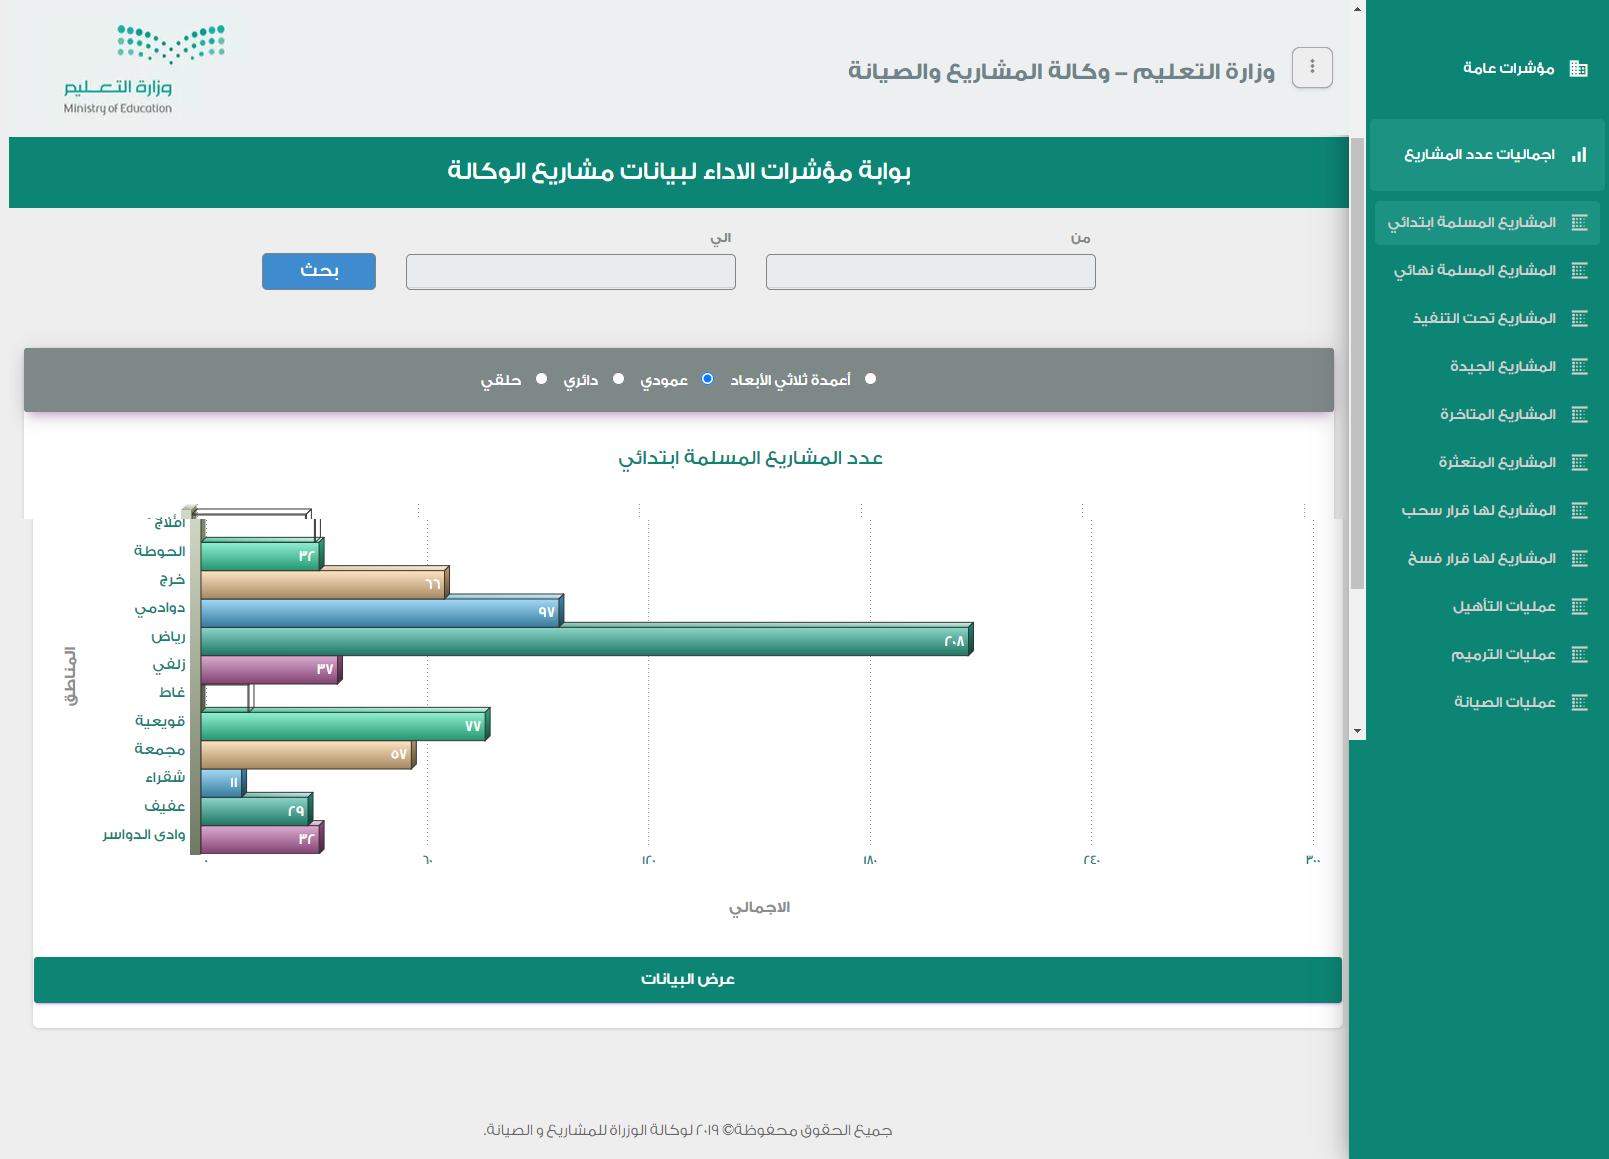 مؤشرات عامة
اجماليات عدد المشاريع
المشاريع المسلمة ابتدائي
المشاريع المسلمة نهائي
المشاريع تحت التنفيذ
المشاريع الجيدة
المشاريع المتاخرة
المشاريع المتعثرة
المشاريع لها قرار سحب
المشاريع لها قرار فسخ
عمليات التأهيل
عمليات الترميم
عمليات الصيانة
وزارة التعليم – وكالة المشاريع والصيانة
وزارة التعليم
Ministry of Education
بوابة مؤشرات الاداء لبيانات مشاريع الوكالة
من
الي
بحث
أعمدة ثلاثي الأبعاد عمودي دائري حلقي
عدد المشاريع المسلمة ابتدائي
المناطق
أفلاج
الحوطة ٣٢
خرج ٦٦
دوادمي ٩٧
رياض ٢٠٨
زلفي ٣٧
غاط
قويعية ٧٧
مجمعة ٥٧
شقراء ١١
عفيف ٢٩
وادى الدواسر ٣٢
٠ ٦٠ ١٢٠ ١٨٠ ٢٤٠ ٣٠٠
الاجمالي
عرض البيانات
جميع الحقوق محفوظة© ٢٠١٩ لوكالة الوزراة للمشاريع و الصيانة.